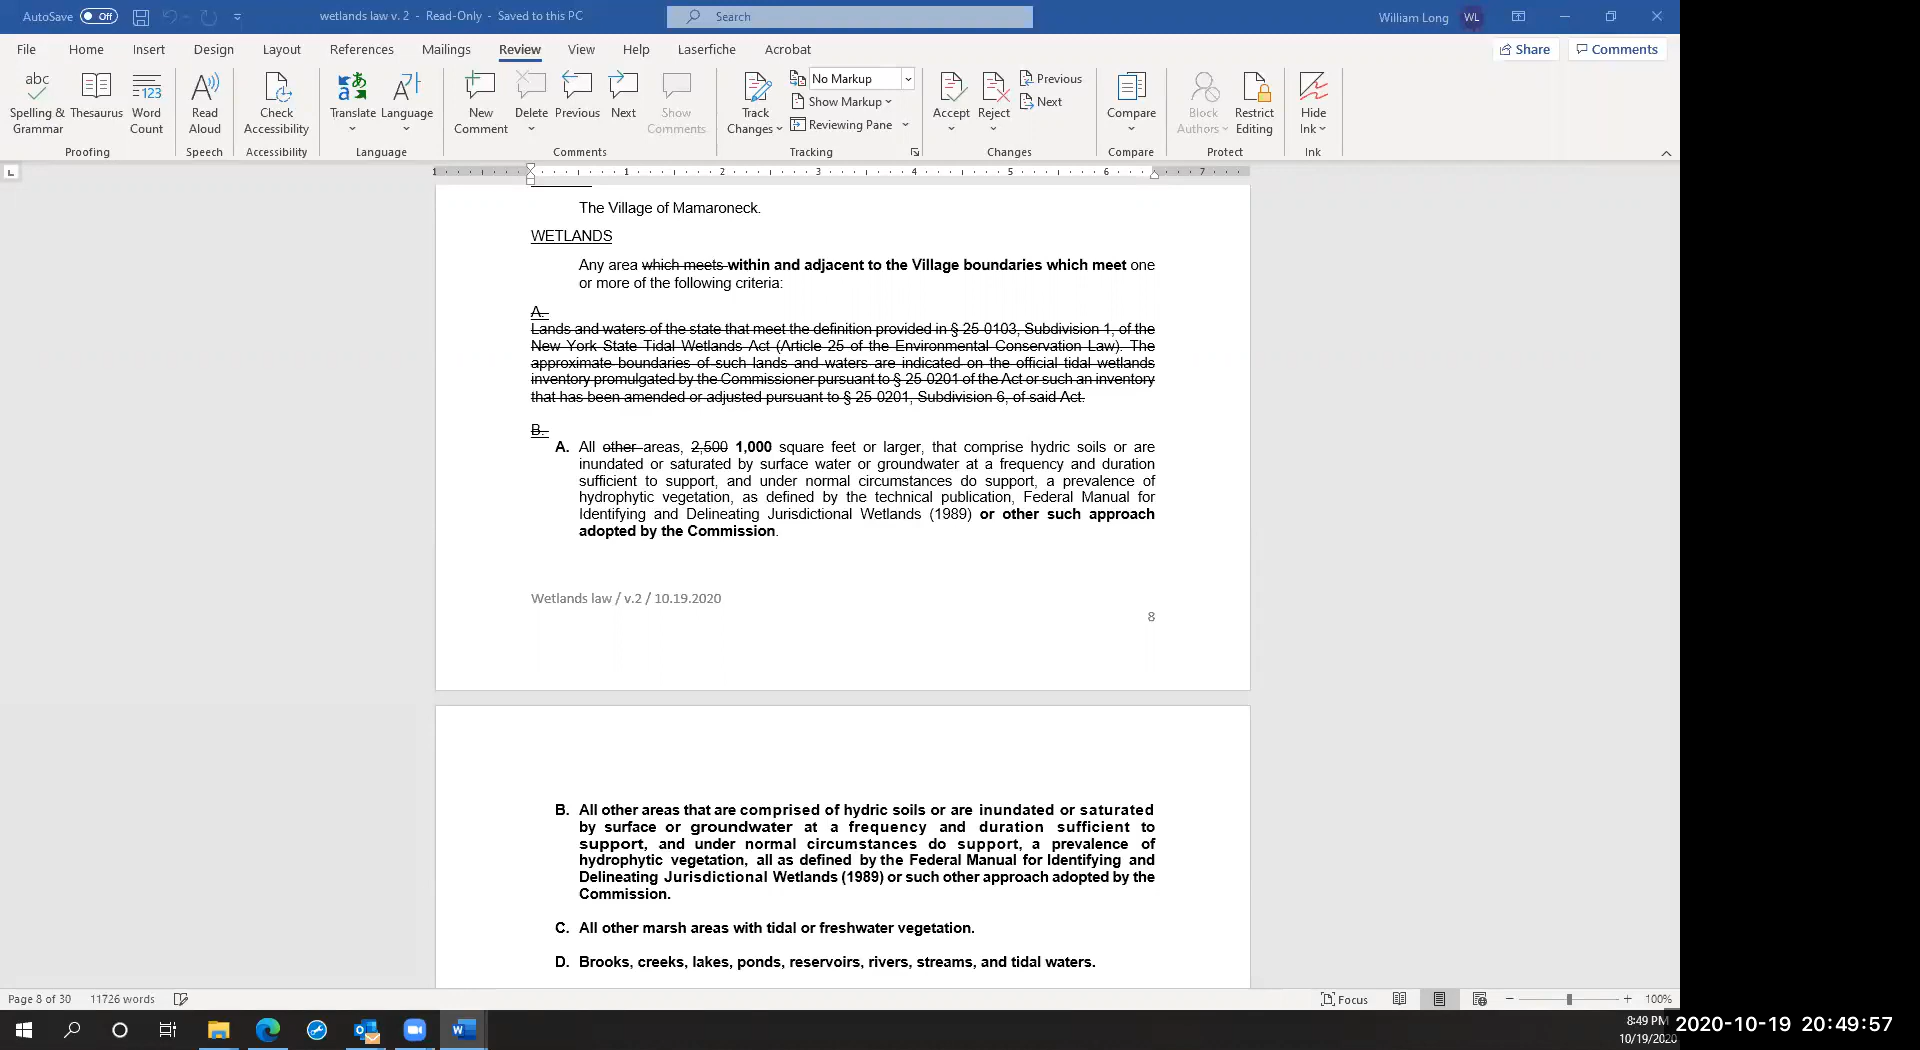 AutoSave Off wetlands law v. 2 - Read-Only - Saved to this PC Search William Long WL
File Home Insert Design Layout References Mailings Review View Help Laserfiche Acrobat Share Comments
abc Spelling & Grammar Thesaurus 123 Word Count Read Aloud Check Accessibility Translate Language New Comment Delete Previous Next Show Comments Track Changes No Markup Show Markup Reviewing Pane Accept Reject Previous Next Compare Block Authors Restrict Editing Hide Ink
Proofing Speech Accessibility Language Comments Tracking Changes Compare Protect Ink
1 1 2 3 4 5 6 7
The Village of Mamaroneck.
WETLANDS
Any area which meets within and adjacent to the Village boundaries which meet one
or more of the following criteria:
A.
Lands and waters of the state that meet the definition provided in § 25-0103, Subdivision 1, of the
New York State Tidal Wetlands Act (Article 25 of the Environmental Conservation Law). The
approximate boundaries of such lands and waters are indicated on the official tidal wetlands
inventory promulgated by the Commissioner pursuant to § 25-0201 of the Act or such an inventory
that has been amended or adjusted pursuant to § 25-0201, Subdivision 6, of said Act.
B.
A. All other areas, 2,500 1,000 square feet or larger, that comprise hydric soils or are
inundated or saturated by surface water or groundwater at a frequency and duration
sufficient to support, and under normal circumstances do support, a prevalence of
hydrophytic vegetation, as defined by the technical publication, Federal Manual for
Identifying and Delineating Jurisdictional Wetlands (1989) or other such approach
adopted by the Commission.
Wetlands law / v.2 / 10.19.2020
8
B. All other areas that are comprised of hydric soils or are inundated or saturated
by surface or groundwater at a frequency and duration sufficient to
support, and under normal circumstances do support, a prevalence of
hydrophytic vegetation, all as defined by the Federal Manual for Identifying and
Delineating Jurisdictional Wetlands (1989) or such other approach adopted by the
Commission.
C. All other marsh areas with tidal or freshwater vegetation.
D. Brooks, creeks, lakes, ponds, reservoirs, rivers, streams, and tidal waters.
Page 8 of 30 11726 words Focus 100%
8:49 PM
10/19/2020
2020-10-19 20:49:57